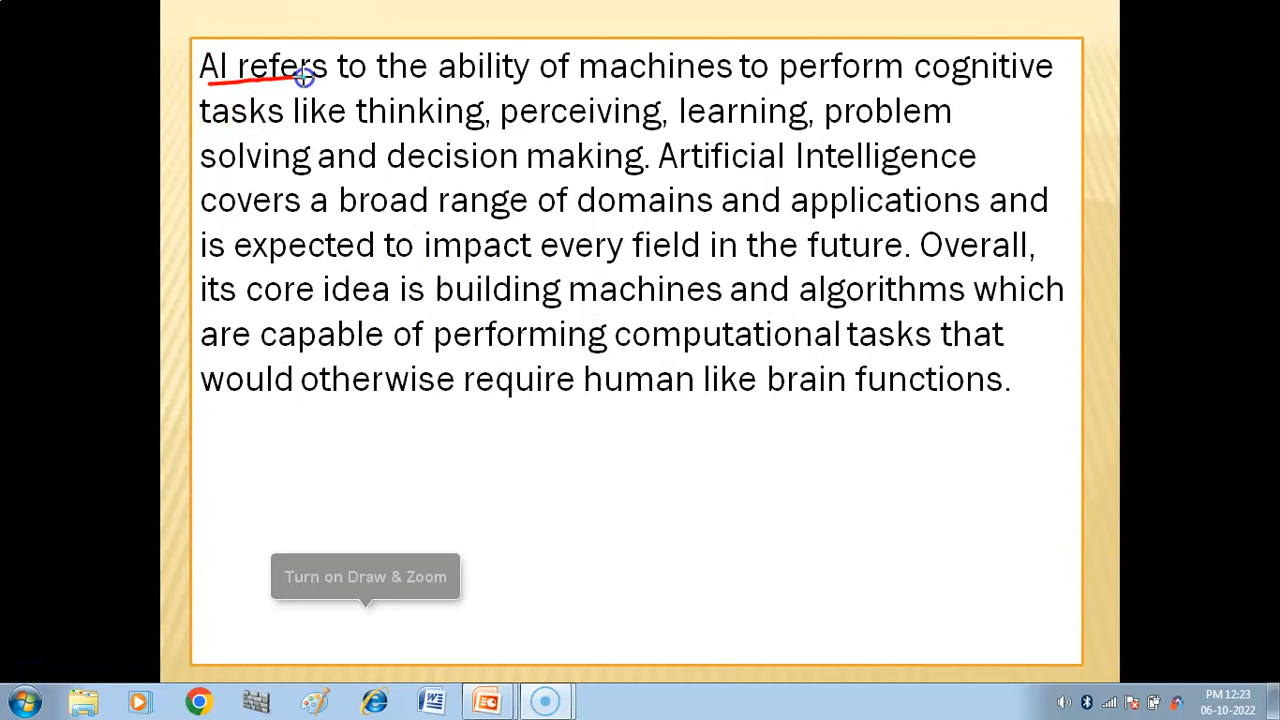 AI refers to the ability of machines to perform cognitive
tasks like thinking, perceiving, learning, problem
solving and decision making. Artificial Intelligence
covers a broad range of domains and applications and
is expected to impact every field in the future. Overall,
its core idea is building machines and algorithms which
are capable of performing computational tasks that
would otherwise require human like brain functions.
Turn on Draw & Zoom
PM 12:23
06-10-2022